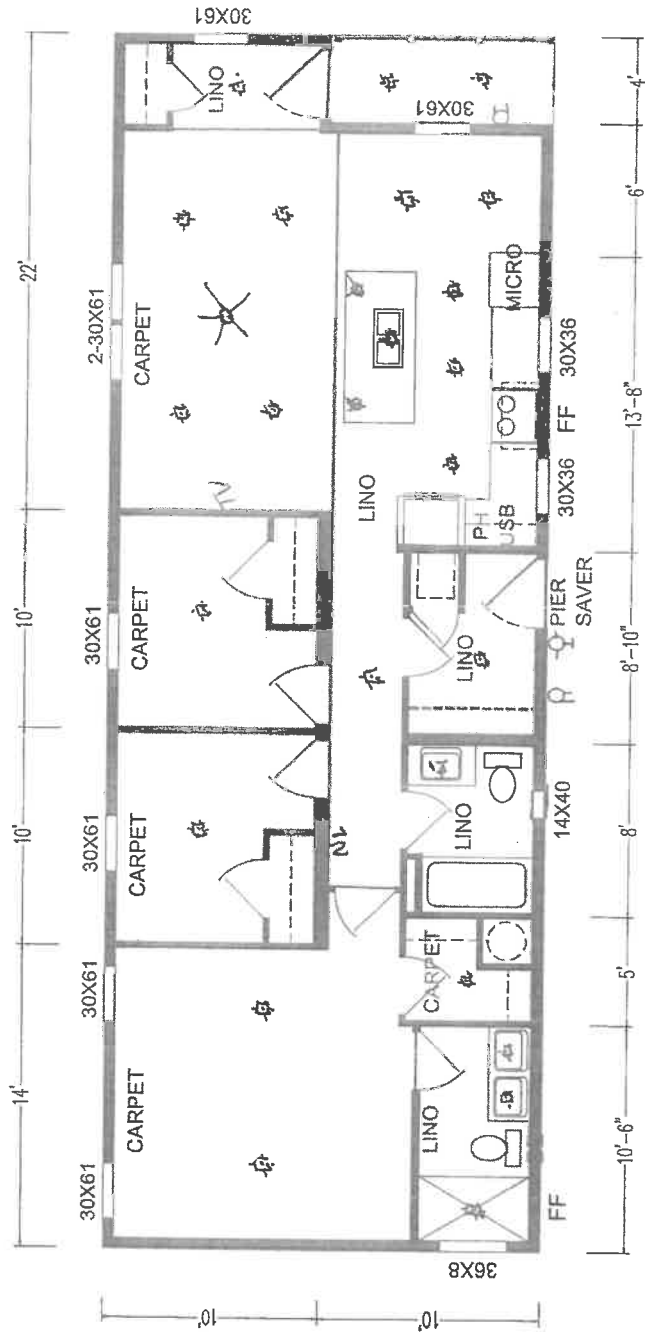 14'
10'
10'
22'
30X61
30X61
30X61
30X61
2-30X61
30X61
CARPET
CARPET
CARPET
CARPET
LINO
TV
TV
LINO
30X61
10'
10'
LINO
CARPET
LINO
LINO
PH
USB
MICRO
36X8
FF
14X40
PIER
SAVER
30X36
FF
30X36
10'-6"
5'
8'
8'-10"
13'-8"
6'
4'